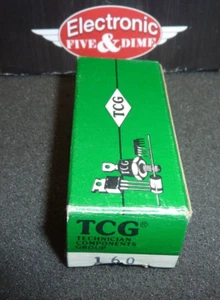 Electronic
FIVE & DIME
TCG
TCG
TCG®
TECHNICIAN
COMPONENTS
GROUP
160